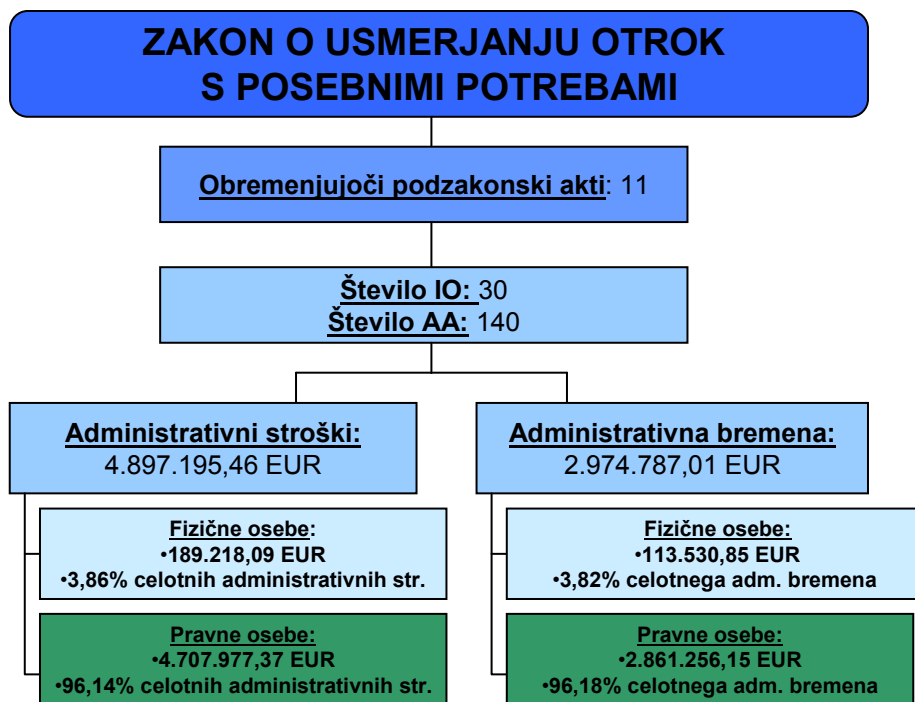 ZAKON O USMERJANJU OTROK
S POSEBNIMI POTREBAMI
Obremenjujoči podzakonski akti: 11
Število IO: 30
Število AA: 140
Administrativni stroški:
4.897.195,46 EUR
Fizične osebe:
•189.218,09 EUR
•3,86% celotnih administrativnih str.
Pravne osebe:
•4.707.977,37 EUR
•96,14% celotnih administrativnih str.
Administrativna bremena:
2.974.787,01 EUR
Fizične osebe:
•113.530,85 EUR
•3,82% celotnega adm. bremena
Pravne osebe:
•2.861.256,15 EUR
•96,18% celotnega adm. bremena